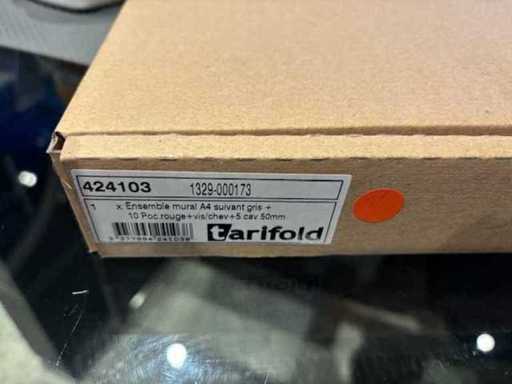 424103 1329-000173
1 x Ensemble mural A4 suivant gris +
10 Poc.rouge+vis/chev+5 cav.50mm
tarifold